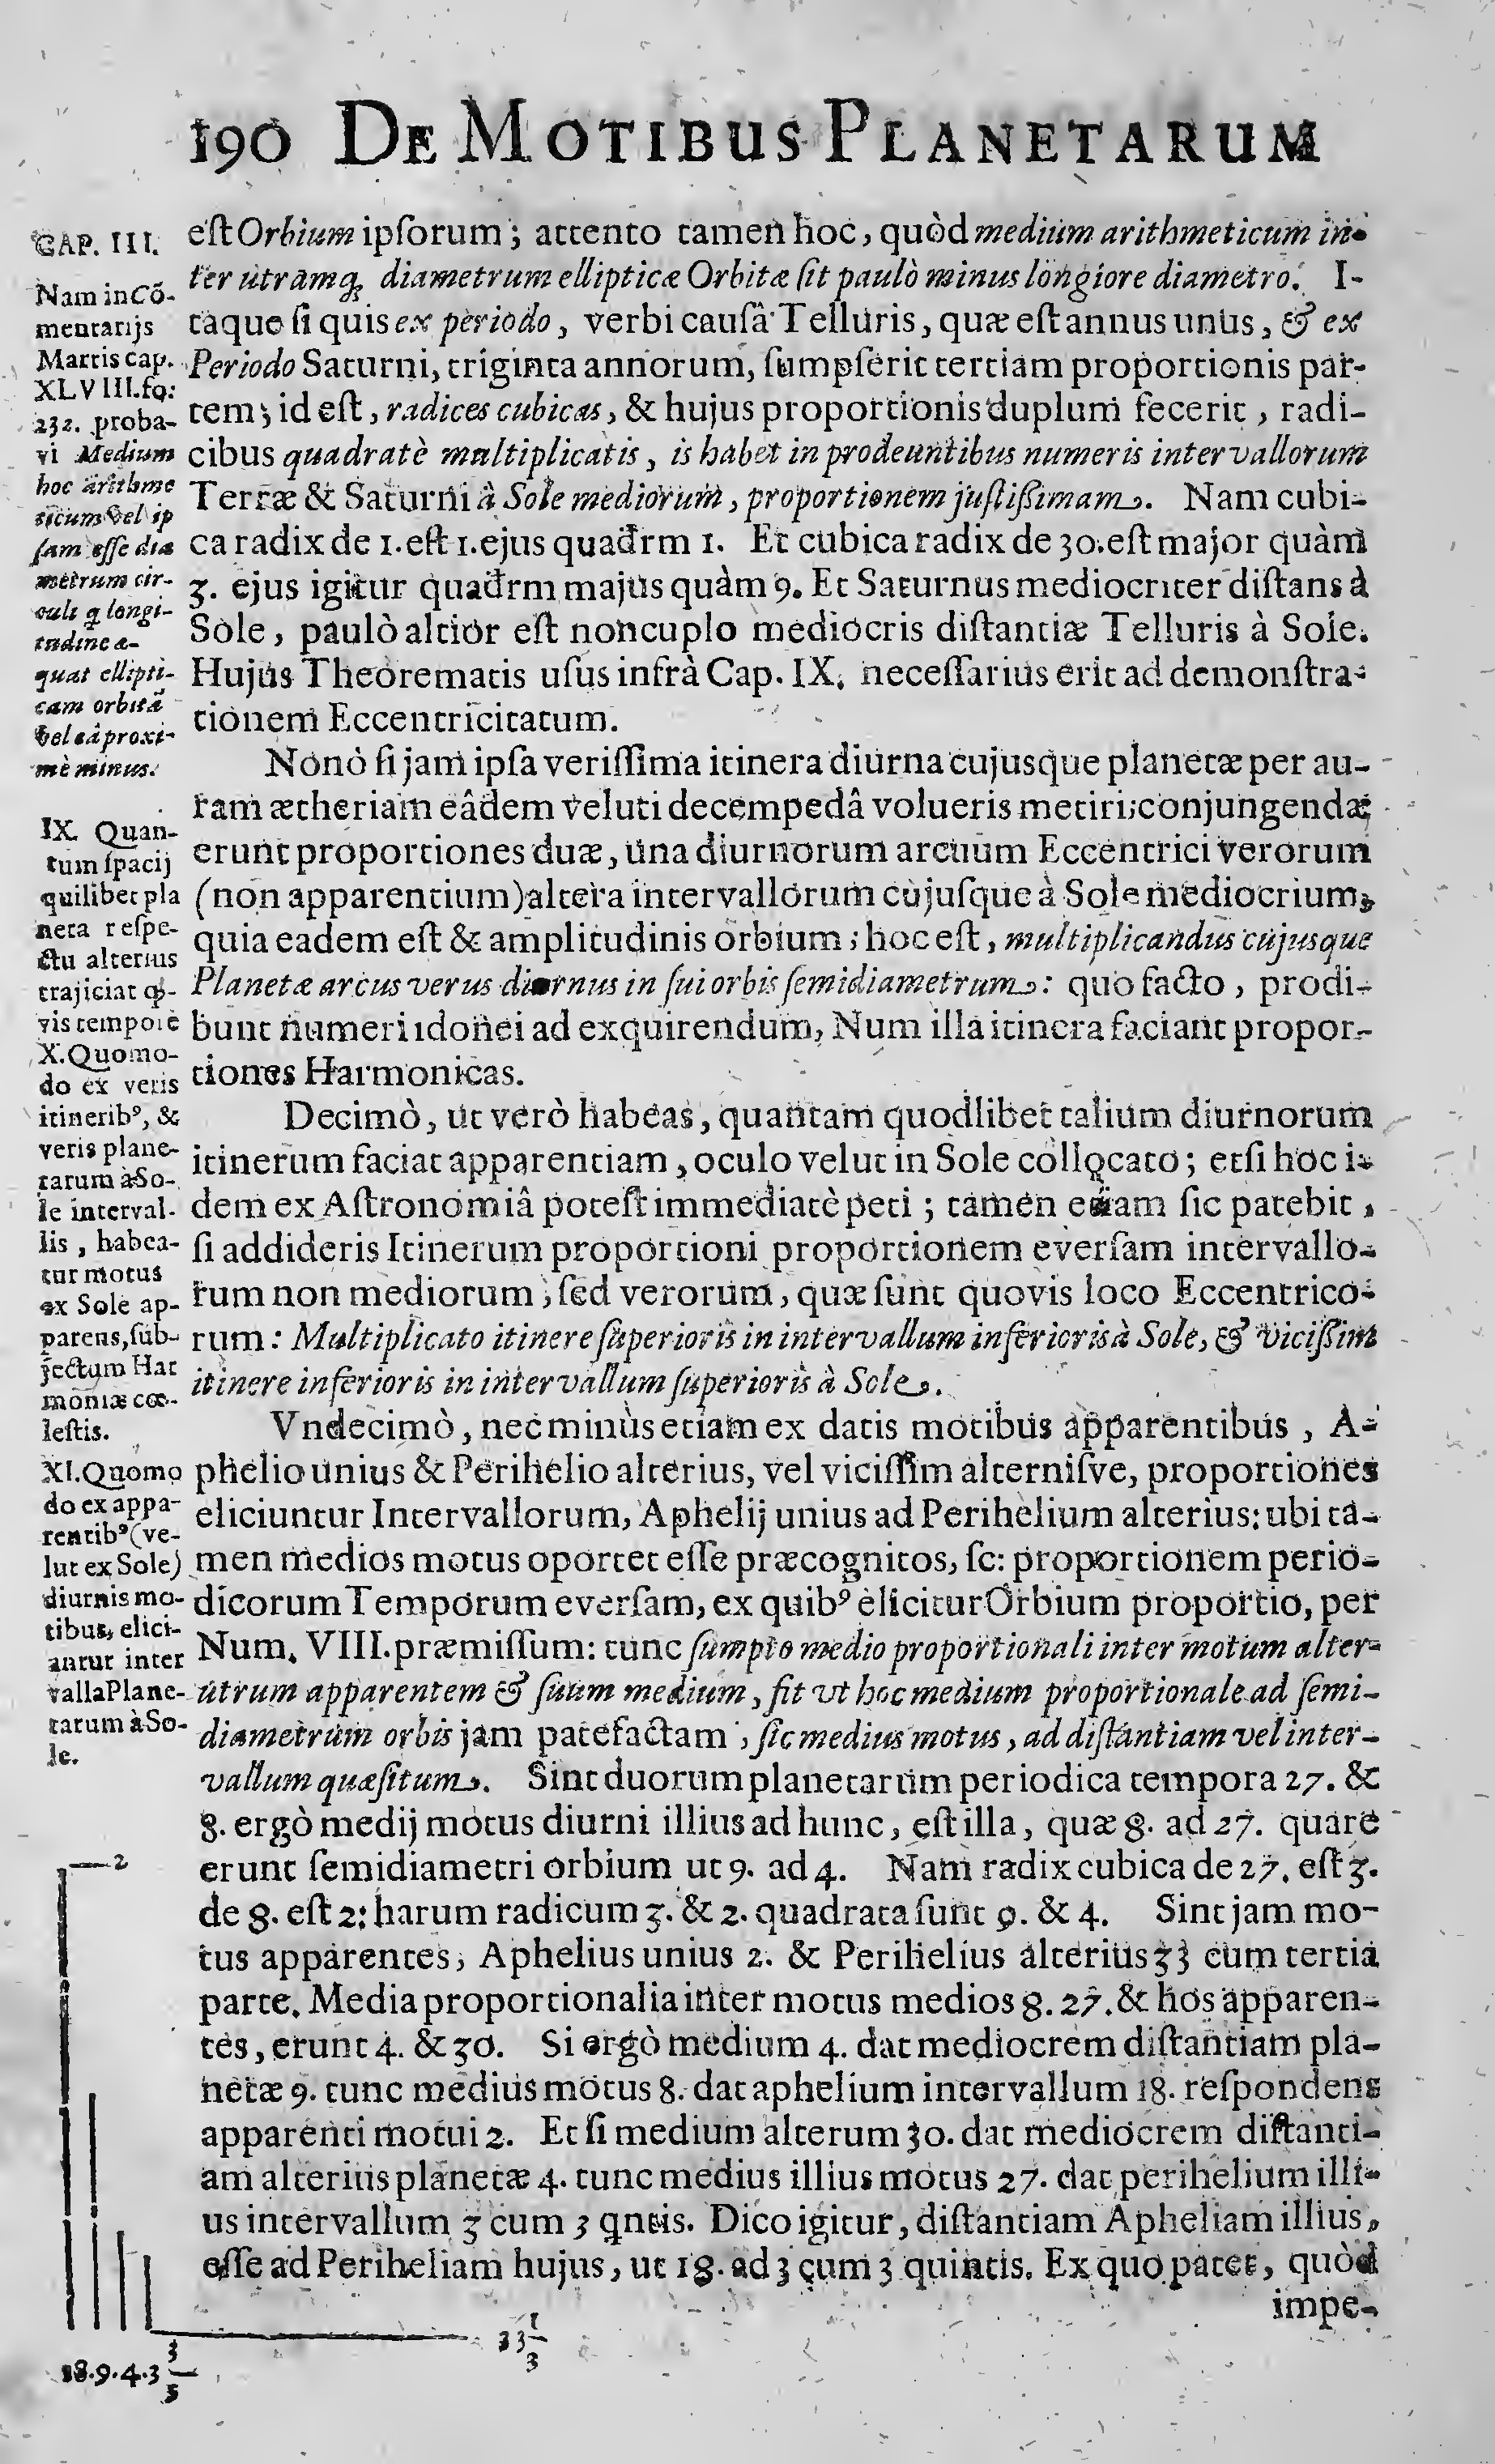 190 DE MOTIBUS PLANETARUM
CAP. III.
Nam in Cõ-
mentarijs
Martis cap.
XLVIII. fo:
232. proba-
vi Medium
hoc arithme
ticum vel ip
sam esse dia
metrum cir-
culi q longi-
tudine æ-
quat ellipti-
cam orbitã
vel eâ proxi-
mè minus.
IX. Quan-
tum spacij
quilibet pla
neta respe-
ctu alterius
trajiciat qͦ-
vis tempore
X. Quomo-
do ex veris
itineribꝰ, &
veris plane-
tarum à So-
le interval-
lis, habea-
tur motus
ex Sole ap-
parens, sub-
jectum Har
moniæ cœ-
lestis.
XI. Quomo
do ex appa-
rentibꝰ (ve-
lut ex Sole)
diurnis mo-
tibus, elici-
antur inter
valla Plane-
tarum à So-
le.
est Orbium ipsorum; attento tamen hoc, quòd medium arithmeticum in-
ter utramq; diametrum ellipticæ Orbitæ sit paulò minus longiore diametro. I-
taque si quis ex periodo, verbi causâ Telluris, quæ est annus unus, & ex
Periodo Saturni, triginta annorum, sumpserit tertiam proportionis par-
tem; id est, radices cubicas, & hujus proportionis duplum fecerit, radi-
cibus quadratè multiplicatis, is habet in prodeuntibus numeris intervallorum
Terræ & Saturni à Sole mediorum, proportionem justißimam. Nam cubi-
ca radix de 1. est 1. ejus quadrm 1. Et cubica radix de 30. est major quàm
3. ejus igitur quadrm majus quàm 9. Et Saturnus mediocriter distans à
Sole, paulò altior est noncuplo mediocris distantiæ Telluris à Sole.
Hujus Theorematis usus infrà Cap. IX. necessarius erit ad demonstra-
tionem Eccentricitatum.
Nonò si jam ipsa verissima itinera diurna cujusque planetæ per au-
ram ætheriam eâdem veluti decempedâ volueris metiri; conjungendæ
erunt proportiones duæ, una diurnorum arcuum Eccentrici verorum
(non apparentium) altera intervallorum cùjusque à Sole mediocrium,
quia eadem est & amplitudinis orbium; hoc est, multiplicandus cujusque
Planetæ arcus verus diurnus in sui orbis semidiametrum: quo facto, prodi-
bunt numeri idonei ad exquirendum, Num illa itinera faciant propor-
tiones Harmonicas.
Decimò, ut verò habeas, quantam quodlibet talium diurnorum
itinerum faciat apparentiam, oculo velut in Sole collocato; etsi hoc i-
dem ex Astronomiâ potest immediatè peti; tamen etiam sic patebit,
si addideris Itinerum proportioni proportionem eversam intervallo-
rum non mediorum, sed verorum, quæ sunt quovis loco Eccentrico-
rum: Multiplicato itinere superioris in intervallum inferioris à Sole, & vicißim
itinere inferioris in intervallum superioris à Sole.
Vndecimò, nec minùs etiam ex datis motibus apparentibus, A-
phelio unius & Perihelio alterius, vel vicissim alternisve, proportiones
eliciuntur Intervallorum, Aphelij unius ad Perihelium alterius: ubi ta-
men medios motus oportet esse præcognitos, sc: proportionem perio-
dicorum Temporum eversam, ex quibꝰ elicitur Orbium proportio, per
Num. VIII. præmissum: tunc sumpto medio proportionali inter motum alter-
utrum apparentem & suum medium, fit vt hoc medium proportionale ad semi-
diametrum orbis jam patefactam, sic medius motus, ad distantiam vel inter-
vallum quæsitum. Sint duorum planetarum periodica tempora 27. &
8. ergò medij motus diurni illius ad hunc, est illa, quæ 8. ad 27. quare
erunt semidiametri orbium ut 9. ad 4. Nam radix cubica de 27. est 3.
de 8. est 2: harum radicum 3. & 2. quadrata sunt 9. & 4. Sint jam mo-
tus apparentes, Aphelius unius 2. & Perihelius alterius 33 cum tertia
parte. Media proportionalia inter motus medios 8. 27. & hos apparen-
tes, erunt 4. & 30. Si ergò medium 4. dat mediocrem distantiam pla-
netæ 9. tunc medius motus 8. dat aphelium intervallum 18. respondens
apparenti motui 2. Et si medium alterum 30. dat mediocrem distanti-
am alterius planetæ 4. tunc medius illius motus 27. dat perihelium illi-
us intervallum 3 cum 3 qntis. Dico igitur, distantiam Apheliam illius,
esse ad Periheliam hujus, ut 18. ad 3 cum 3 quintis. Ex quo patet, quòd
impe-
2
33 1/3
18. 9. 4. 3 3/5